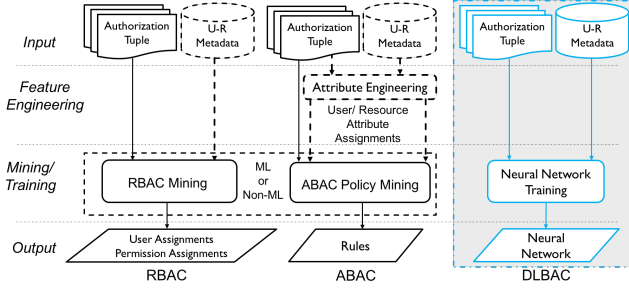 Input
Authorization
Tuple
U-R
Metadata
Authorization
Tuple
U-R
Metadata
Authorization
Tuple
U-R
Metadata
Feature
Engineering
Attribute Engineering
User/ Resource
Attribute
Assignments
Mining/
Training
RBAC Mining
ML
or
Non-ML
ABAC Policy Mining
Neural Network
Training
Output
User Assignments
Permission Assignments
Rules
Neural
Network
RBAC
ABAC
DLBAC